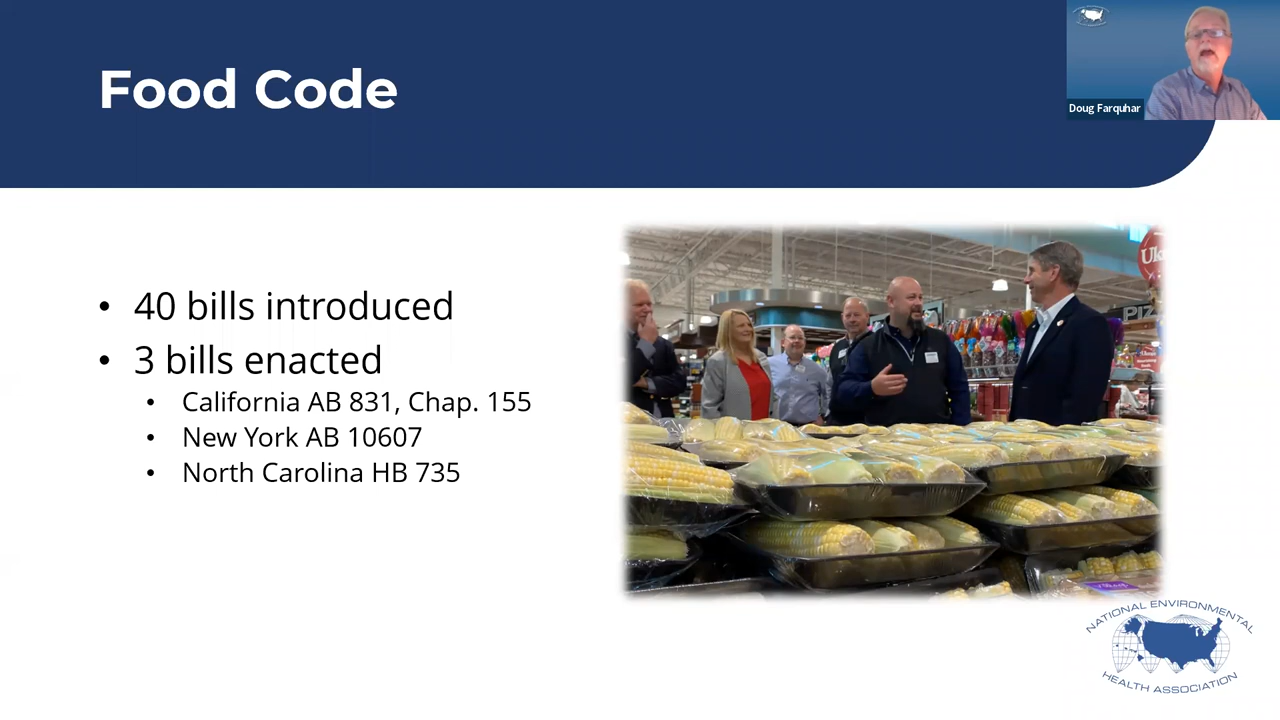 Food Code
Doug Farquhar
• 40 bills introduced
• 3 bills enacted
• California AB 831, Chap. 155
• New York AB 10607
• North Carolina HB 735
PIZ
NATIONAL ENVIRONMENTAL
HEALTH ASSOCIATION